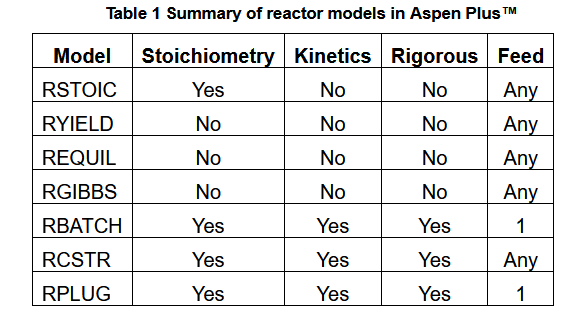 Table 1 Summary of reactor models in Aspen Plus™
Model Stoichiometry Kinetics Rigorous Feed
RSTOIC Yes No No Any
RYIELD No No No Any
REQUIL No No No Any
RGIBBS No No No Any
RBATCH Yes Yes Yes 1
RCSTR Yes Yes Yes Any
RPLUG Yes Yes Yes 1